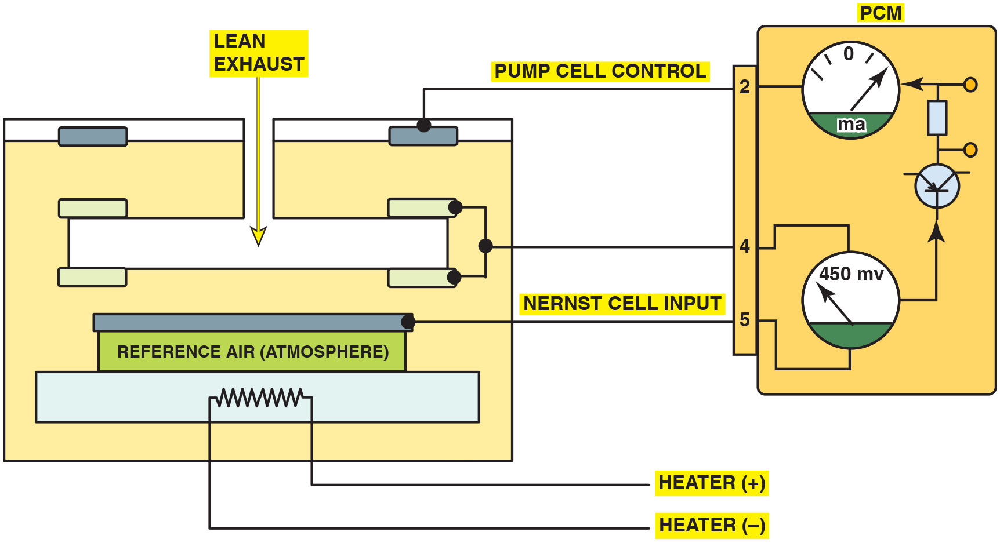 PCM
LEAN
EXHAUST
PUMP CELL CONTROL
2
0
ma
4
450 mv
NERNST CELL INPUT
5
REFERENCE AIR (ATMOSPHERE)
HEATER (+)
HEATER (–)